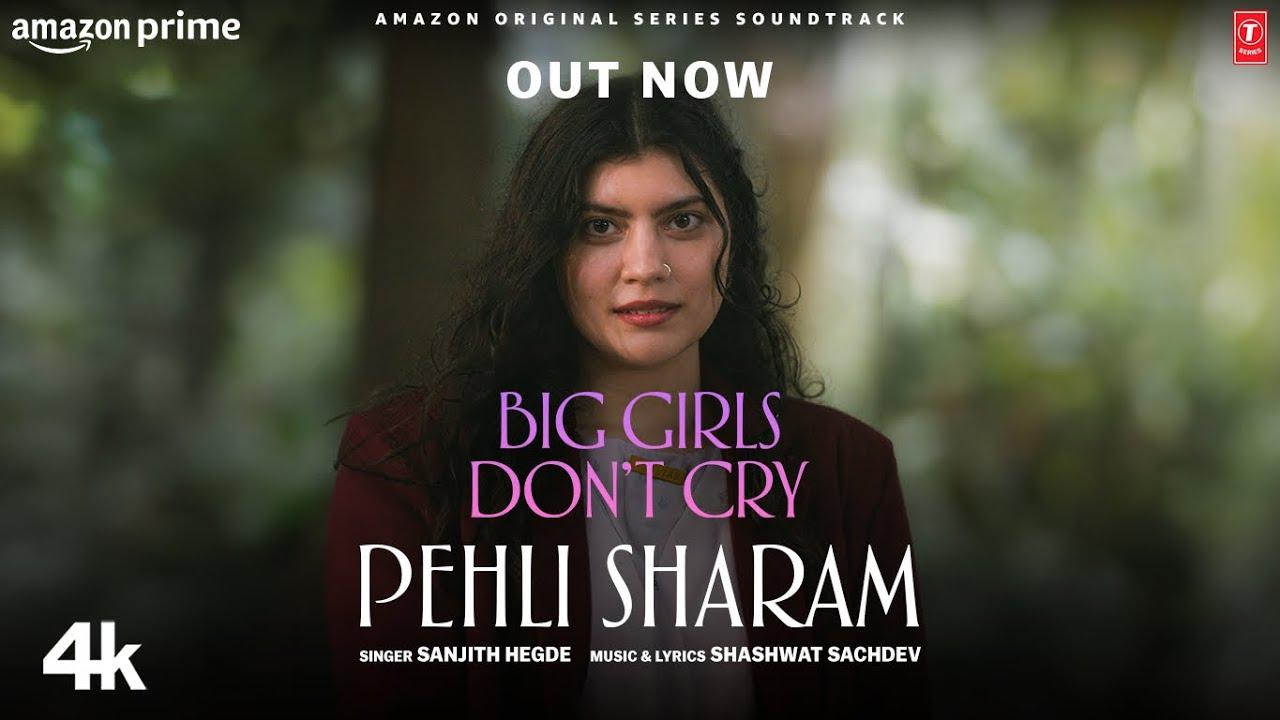 amazon prime
AMAZON ORIGINAL SERIES SOUNDTRACK
T
SERIES
OUT NOW
BIG GIRLS
DON'T CRY
PEHLI SHARAM
SINGER SANJITH HEGDE MUSIC & LYRICS SHASHWAT SACHDEV
4k